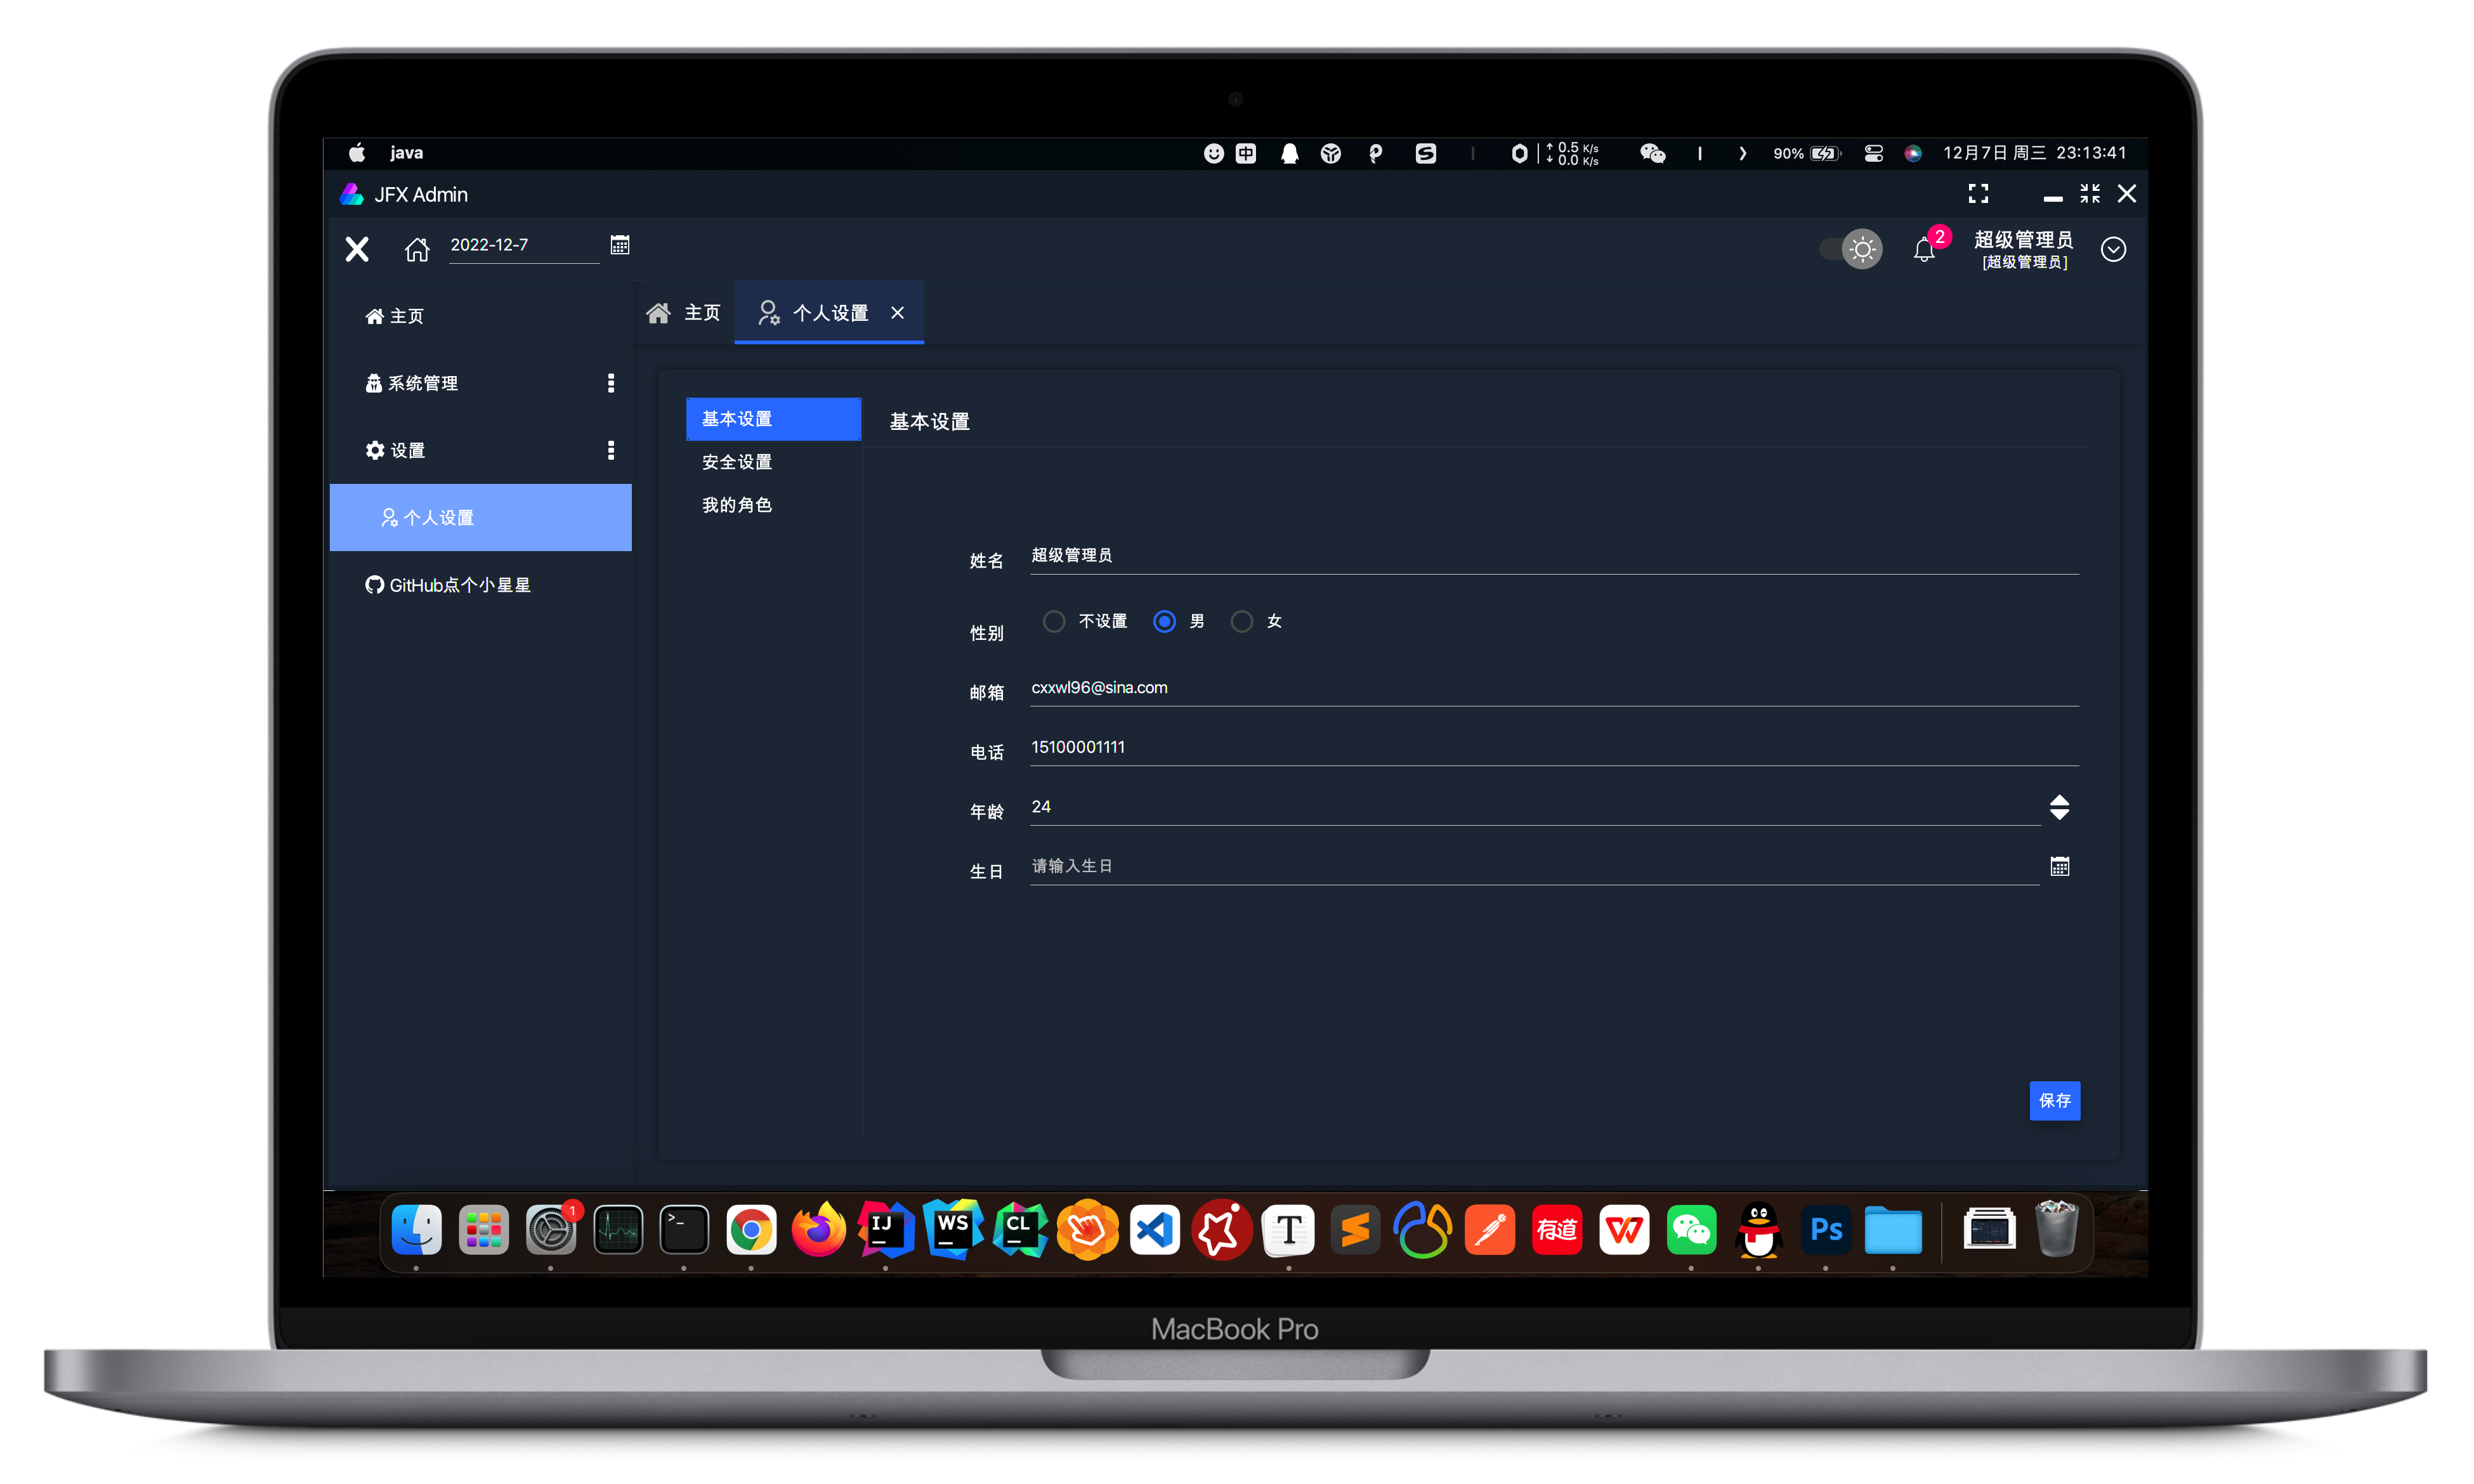 java
中
0.5 K/s
0.0 K/s
90%
12月7日 周三 23:13:41
JFX Admin
2022-12-7
2
超级管理员
[超级管理员]
主页
系统管理
设置
个人设置
GitHub点个小星星
主页
个人设置
基本设置
安全设置
我的角色
基本设置
姓名 超级管理员
性别 不设置 男 女
邮箱 cxxwl96@sina.com
电话 15100001111
年龄 24
生日 请输入生日
保存
1
>_
IJ
WS
CL
T
有道
Ps
MacBook Pro